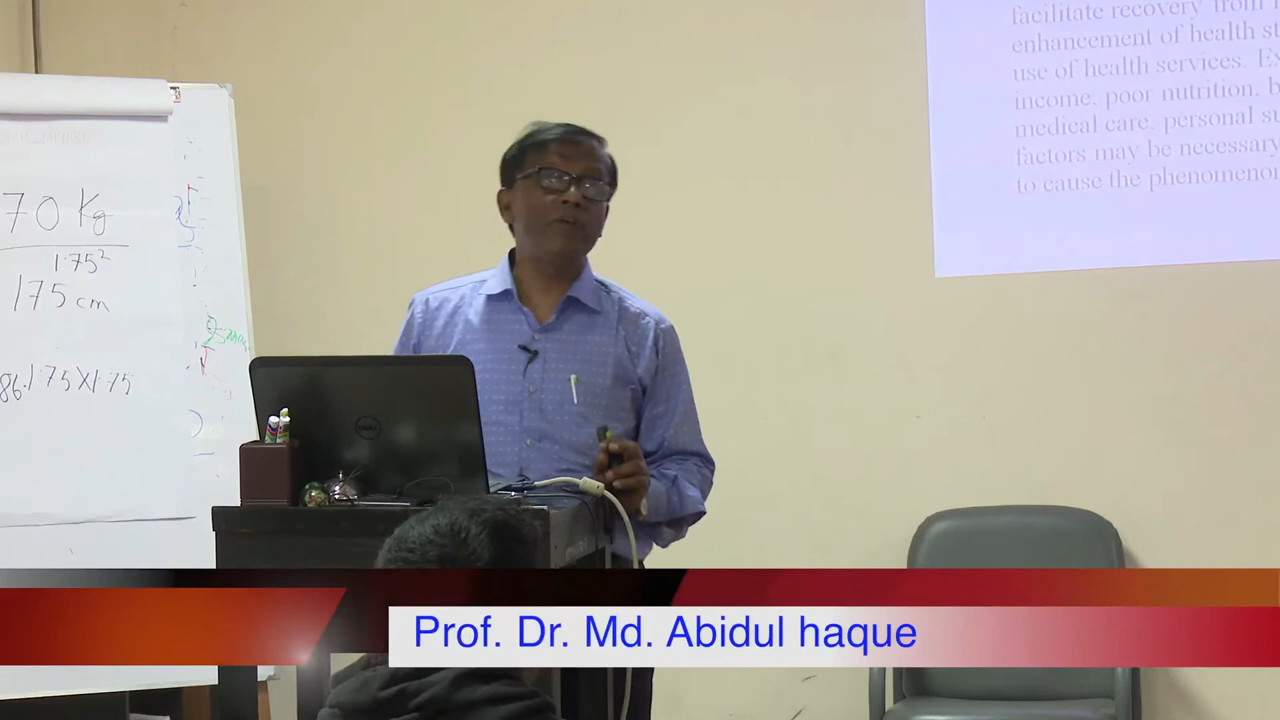 70 Kg
1.75²
175 cm
86.1.75X1.75
DELL
facilitate recovery from
enhancement of health st
use of health services. Ex
income, poor nutrition, b
medical care, personal su
factors may be necessary
to cause the phenomenon
Prof. Dr. Md. Abidul haque